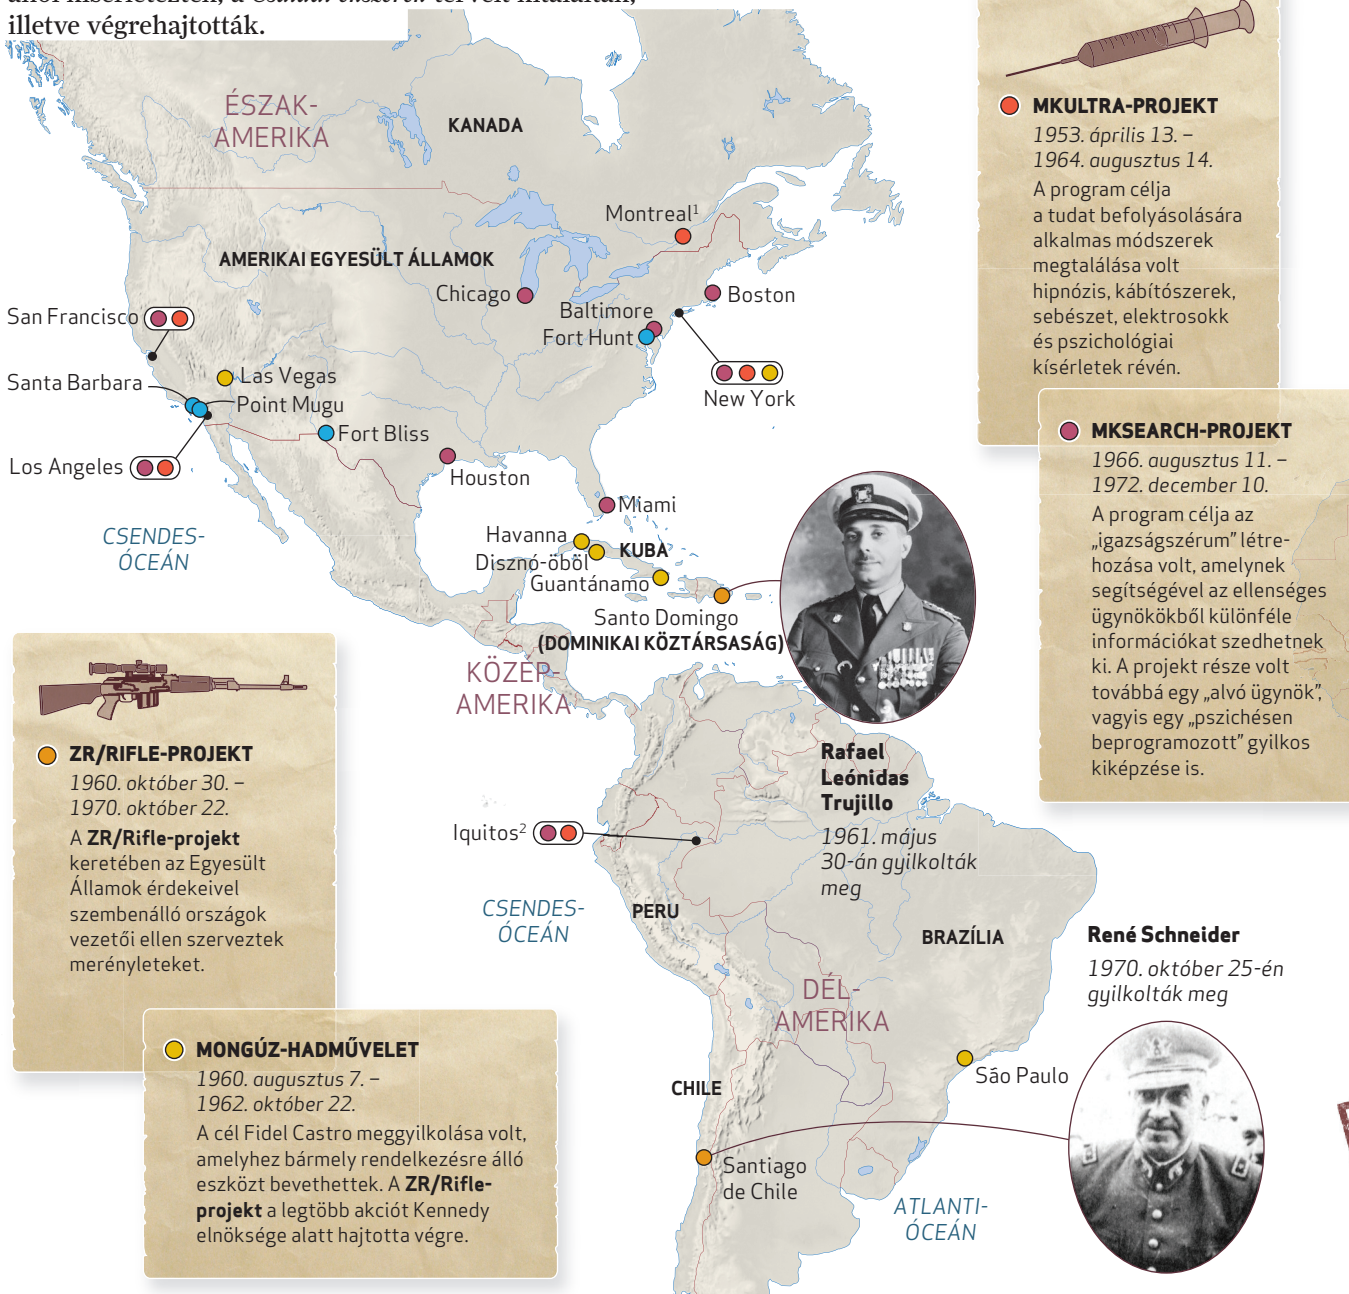 illetve végrehajtották.
ÉSZAK-
AMERIKA
KANADA
Montreal¹
AMERIKAI EGYESÜLT ÁLLAMOK
Chicago
Boston
Baltimore
Fort Hunt
New York
San Francisco
Las Vegas
Santa Barbara
Point Mugu
Fort Bliss
Los Angeles
Houston
Miami
CSENDES-
ÓCEÁN
Havanna
KUBA
Disznó-öböl
Guantánamo
Santo Domingo
(DOMINIKAI KÖZTÁRSASÁG)
KÖZÉP-
AMERIKA
MKULTRA-PROJEKT
1953. április 13. –
1964. augusztus 14.
A program célja
a tudat befolyásolására
alkalmas módszerek
megtalálása volt
hipnózis, kábítószerek,
sebészet, elektrosokk
és pszichológiai
kísérletek révén.
MKSEARCH-PROJEKT
1966. augusztus 11. –
1972. december 10.
A program célja az
„igazságszérum” létre-
hozása volt, amelynek
segítségével az ellenséges
ügynökökből különféle
információkat szedhetnek
ki. A projekt része volt
továbbá egy „alvó ügynök”,
vagyis egy „pszichésen
beprogramozott” gyilkos
kiképzése is.
ZR/RIFLE-PROJEKT
1960. október 30. –
1970. október 22.
A ZR/Rifle-projekt
keretében az Egyesült
Államok érdekeivel
szembenálló országok
vezetői ellen szerveztek
merényleteket.
Rafael
Leónidas
Trujillo
1961. május
30-án gyilkolták
meg
Iquitos²
CSENDES-
ÓCEÁN
PERU
BRAZÍLIA
DÉL-
AMERIKA
René Schneider
1970. október 25-én
gyilkolták meg
MONGÚZ-HADMŰVELET
1960. augusztus 7. –
1962. október 22.
A cél Fidel Castro meggyilkolása volt,
amelyhez bármely rendelkezésre álló
eszközt bevethettek. A ZR/Rifle-
projekt a legtöbb akciót Kennedy
elnöksége alatt hajtotta végre.
CHILE
Sáo Paulo
Santiago
de Chile
ATLANTI-
ÓCEÁN